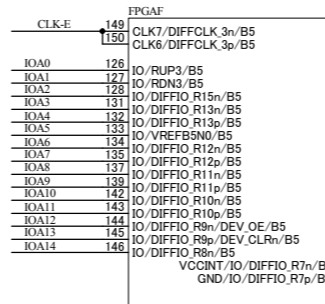 FPGAF
CLK-E 149 CLK7/DIFFCLK_3n/B5
150 CLK6/DIFFCLK_3p/B5
IOA0 126 IO/RUP3/B5
IOA1 127 IO/RDN3/B5
IOA2 128 IO/DIFFIO_R15n/B5
IOA3 131 IO/DIFFIO_R13n/B5
IOA4 132 IO/DIFFIO_R13p/B5
IOA5 133 IO/VREFB5N0/B5
IOA6 134 IO/DIFFIO_R12n/B5
IOA7 135 IO/DIFFIO_R12p/B5
IOA8 137 IO/DIFFIO_R11n/B5
IOA9 139 IO/DIFFIO_R11p/B5
IOA10 142 IO/DIFFIO_R10n/B5
IOA11 143 IO/DIFFIO_R10p/B5
IOA12 144 IO/DIFFIO_R9n/DEV_OE/B5
IOA13 145 IO/DIFFIO_R9p/DEV_CLRn/B5
IOA14 146 IO/DIFFIO_R8n/B5
VCCINT/IO/DIFFIO_R7n/B
GND/IO/DIFFIO_R7p/B